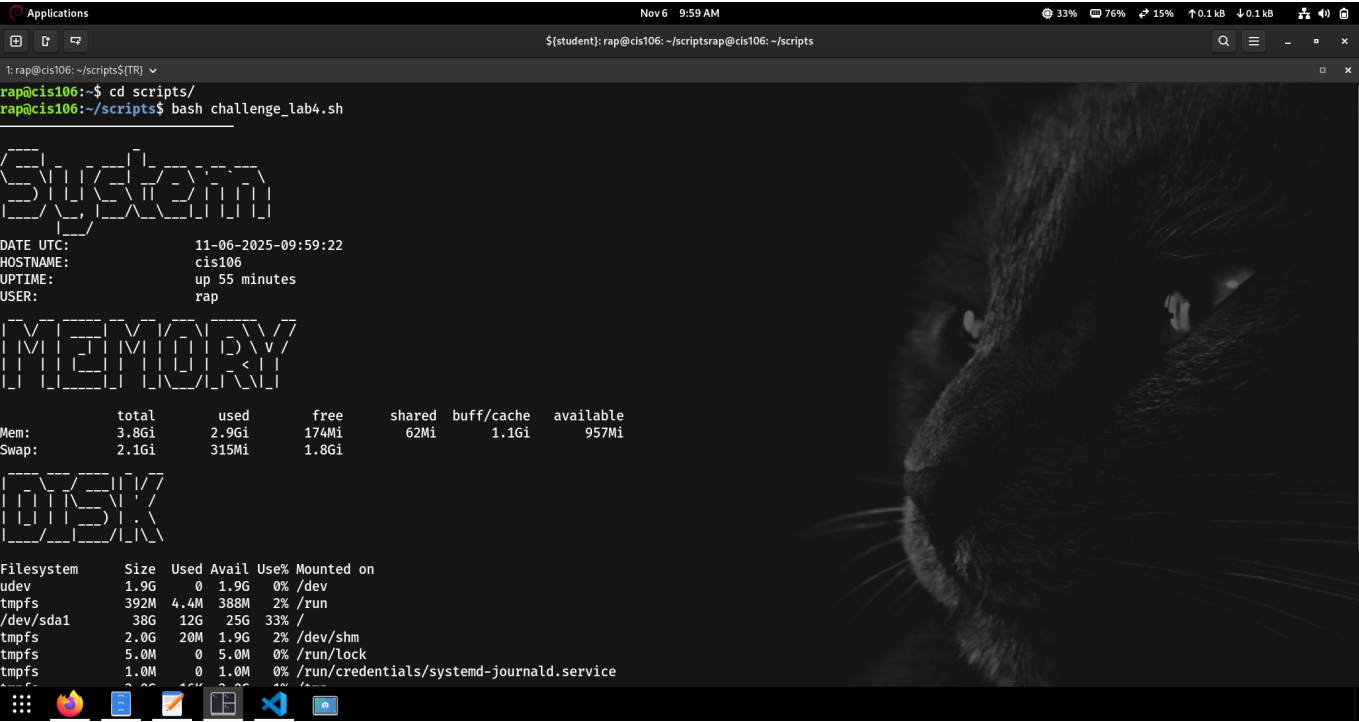 Applications
Nov 6 9:59 AM
33% 76% 15% ↑0.1 kB ↓0.1 kB
${student}: rap@cis106: ~/scriptsrap@cis106: ~/scripts
1: rap@cis106: ~/scripts${TR}
rap@cis106:~$ cd scripts/
rap@cis106:~/scripts$ bash challenge_lab4.sh
System
DATE UTC: 11-06-2025-09:59:22
HOSTNAME: cis106
UPTIME: up 55 minutes
USER: rap
MEMORY
total used free shared buff/cache available
Mem: 3.8Gi 2.9Gi 174Mi 62Mi 1.1Gi 957Mi
Swap: 2.1Gi 315Mi 1.8Gi
DISK
Filesystem Size Used Avail Use% Mounted on
udev 1.9G 0 1.9G 0% /dev
tmpfs 392M 4.4M 388M 2% /run
/dev/sda1 38G 12G 25G 33% /
tmpfs 2.0G 20M 1.9G 2% /dev/shm
tmpfs 5.0M 0 5.0M 0% /run/lock
tmpfs 1.0M 0 1.0M 0% /run/credentials/systemd-journald.service